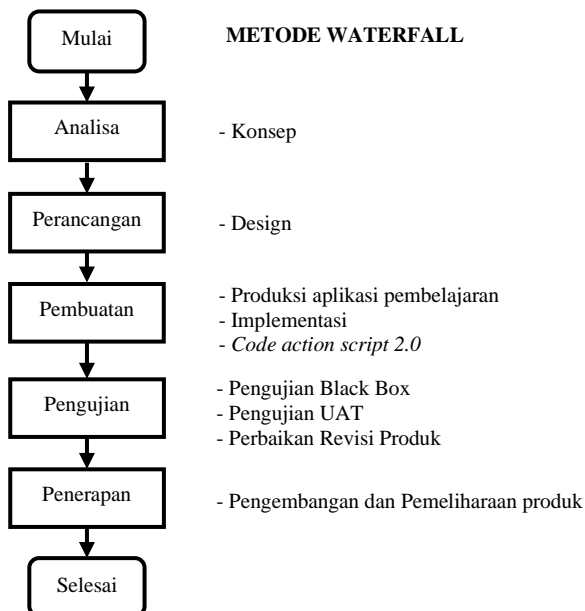 Mulai
METODE WATERFALL
Analisa
- Konsep
Perancangan
- Design
Pembuatan
- Produksi aplikasi pembelajaran
- Implementasi
- Code action script 2.0
Pengujian
- Pengujian Black Box
- Pengujian UAT
- Perbaikan Revisi Produk
Penerapan
- Pengembangan dan Pemeliharaan produk
Selesai